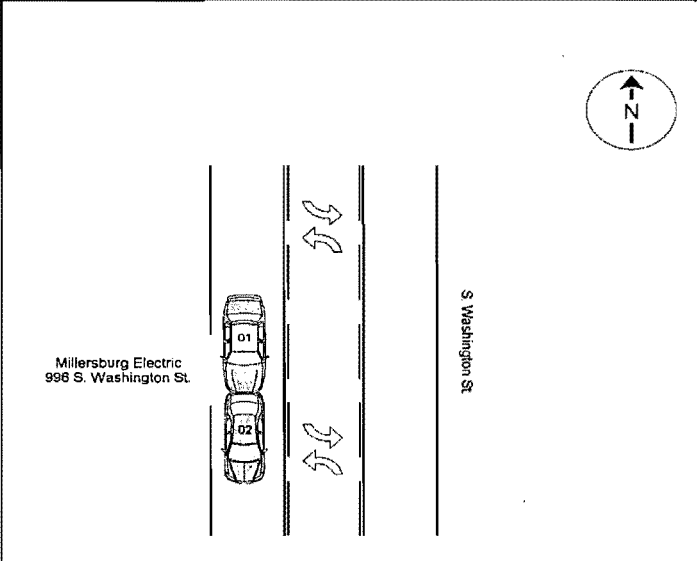 N
01
Millersburg Electric
996 S. Washington St.
S. Washington St
02